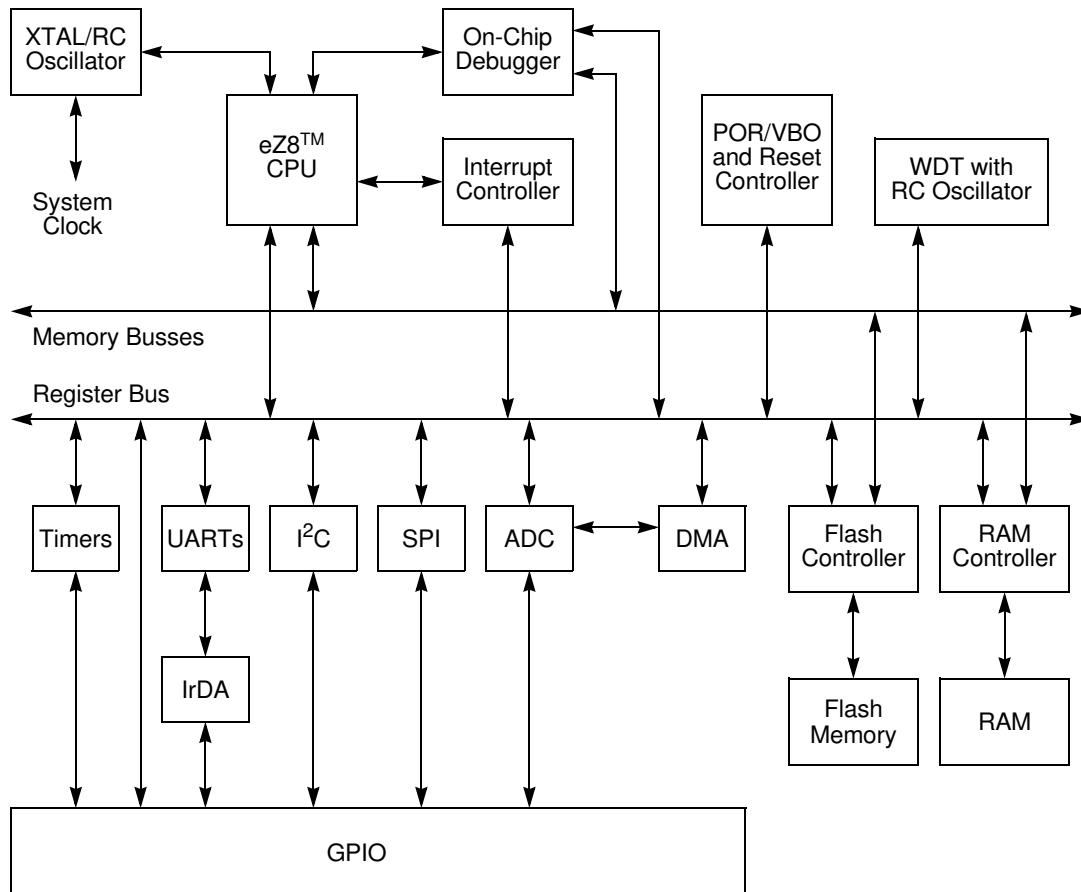 XTAL/RC
Oscillator
On-Chip
Debugger
eZ8™
CPU
Interrupt
Controller
POR/VBO
and Reset
Controller
WDT with
RC Oscillator
System
Clock
Memory Busses
Register Bus
Timers
UARTs
I²C
SPI
ADC
DMA
Flash
Controller
RAM
Controller
IrDA
Flash
Memory
RAM
GPIO